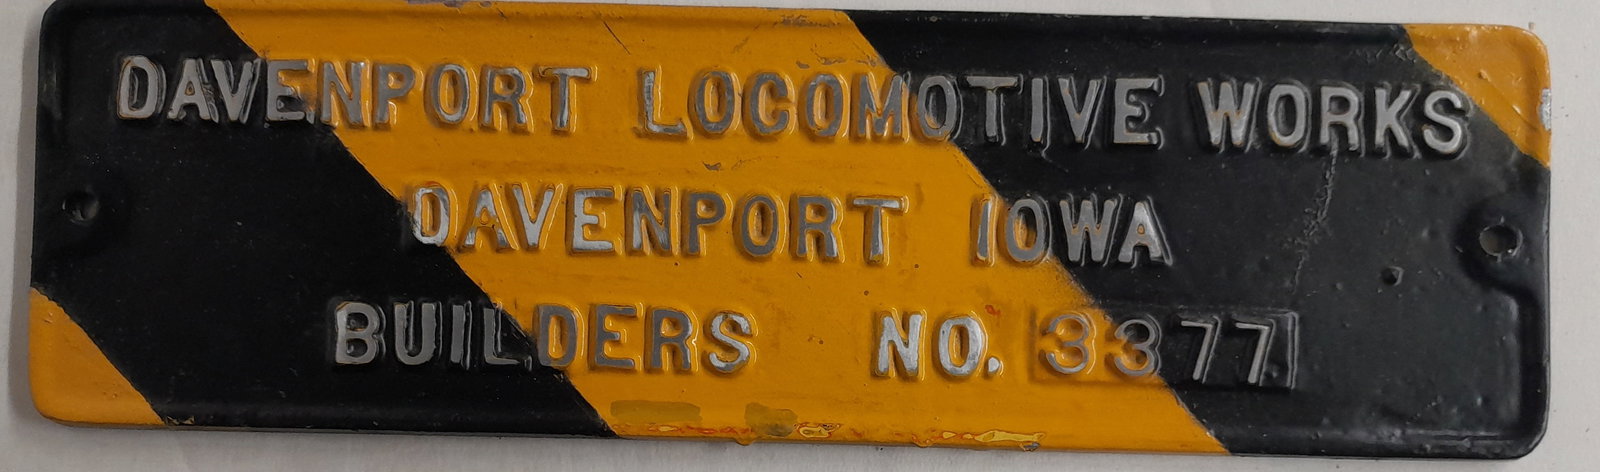 DAVENPORT LOCOMOTIVE WORKS
DAVENPORT IOWA
BUILDERS NO. 3377